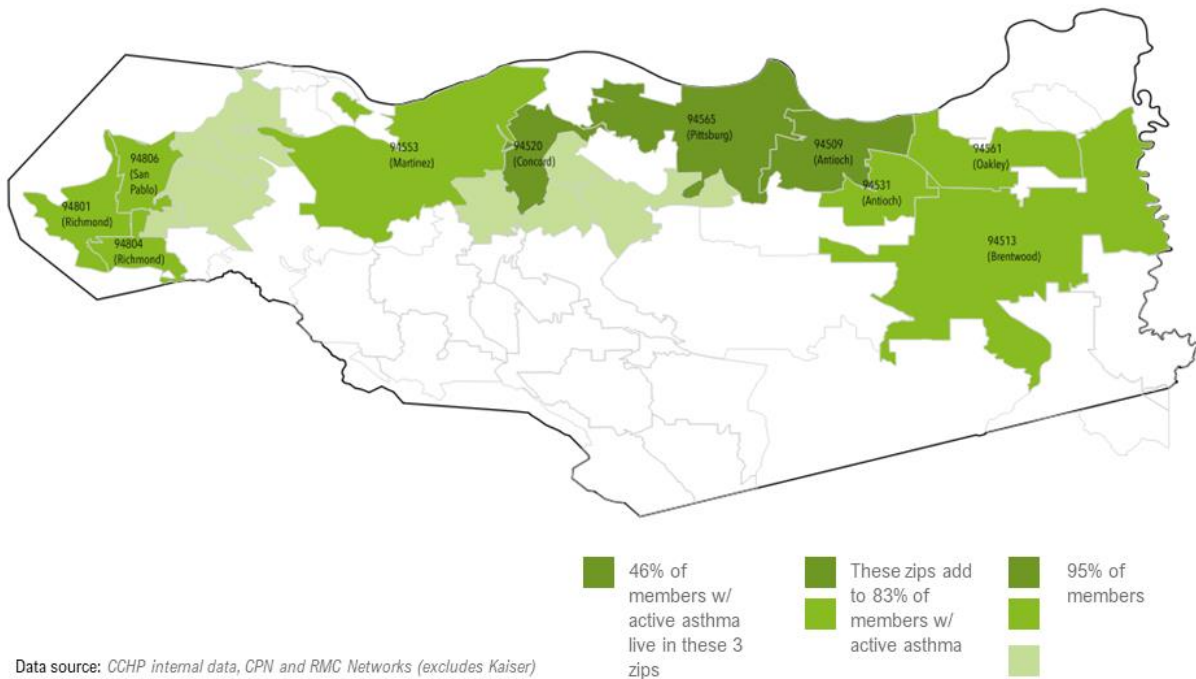 94806
(San
Pablo)
94801
(Richmond)
94804
(Richmond)
94553
(Martinez)
94520
(Concord)
94565
(Pittsburg)
94509
(Antioch)
94531
(Antioch)
94561
(Oakley)
94513
(Brentwood)
46% of
members w/
active asthma
live in these 3
zips
These zips add
to 83% of
members w/
active asthma
95% of
members
Data source: CCHP internal data, CPN and RMC Networks (excludes Kaiser)